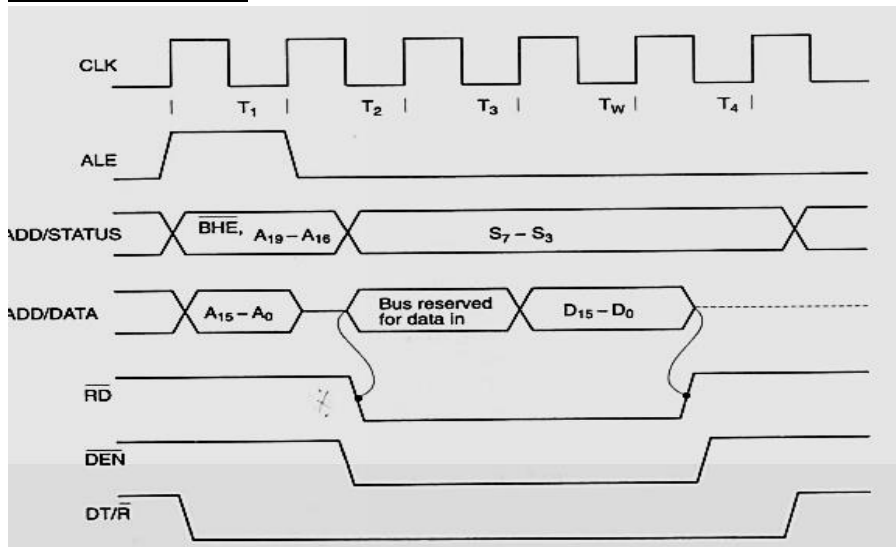 CLK
T1 T2 T3 TW T4
ALE
ADD/STATUS BHE, A19–A16 S7–S3
ADD/DATA A15–A0 Bus reserved for data in D15–D0
RD
DEN
DT/R